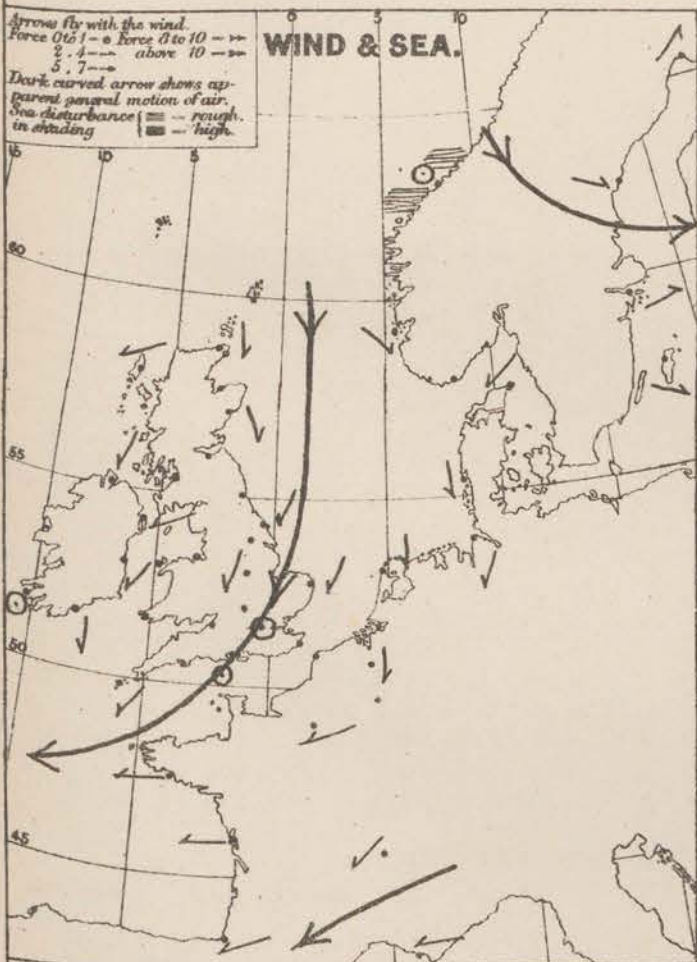 0 5 10
WIND & SEA.
Arrows fly with the wind.
Force 0 to 1 - Force 8 to 10 -
2 . 4 - above 10 -
5 . 7 -
Dark curved arrow shows ap-
parent general motion of air.
Sea disturbance - rough.
in shading - high.
15 10 5
60
55
50
45